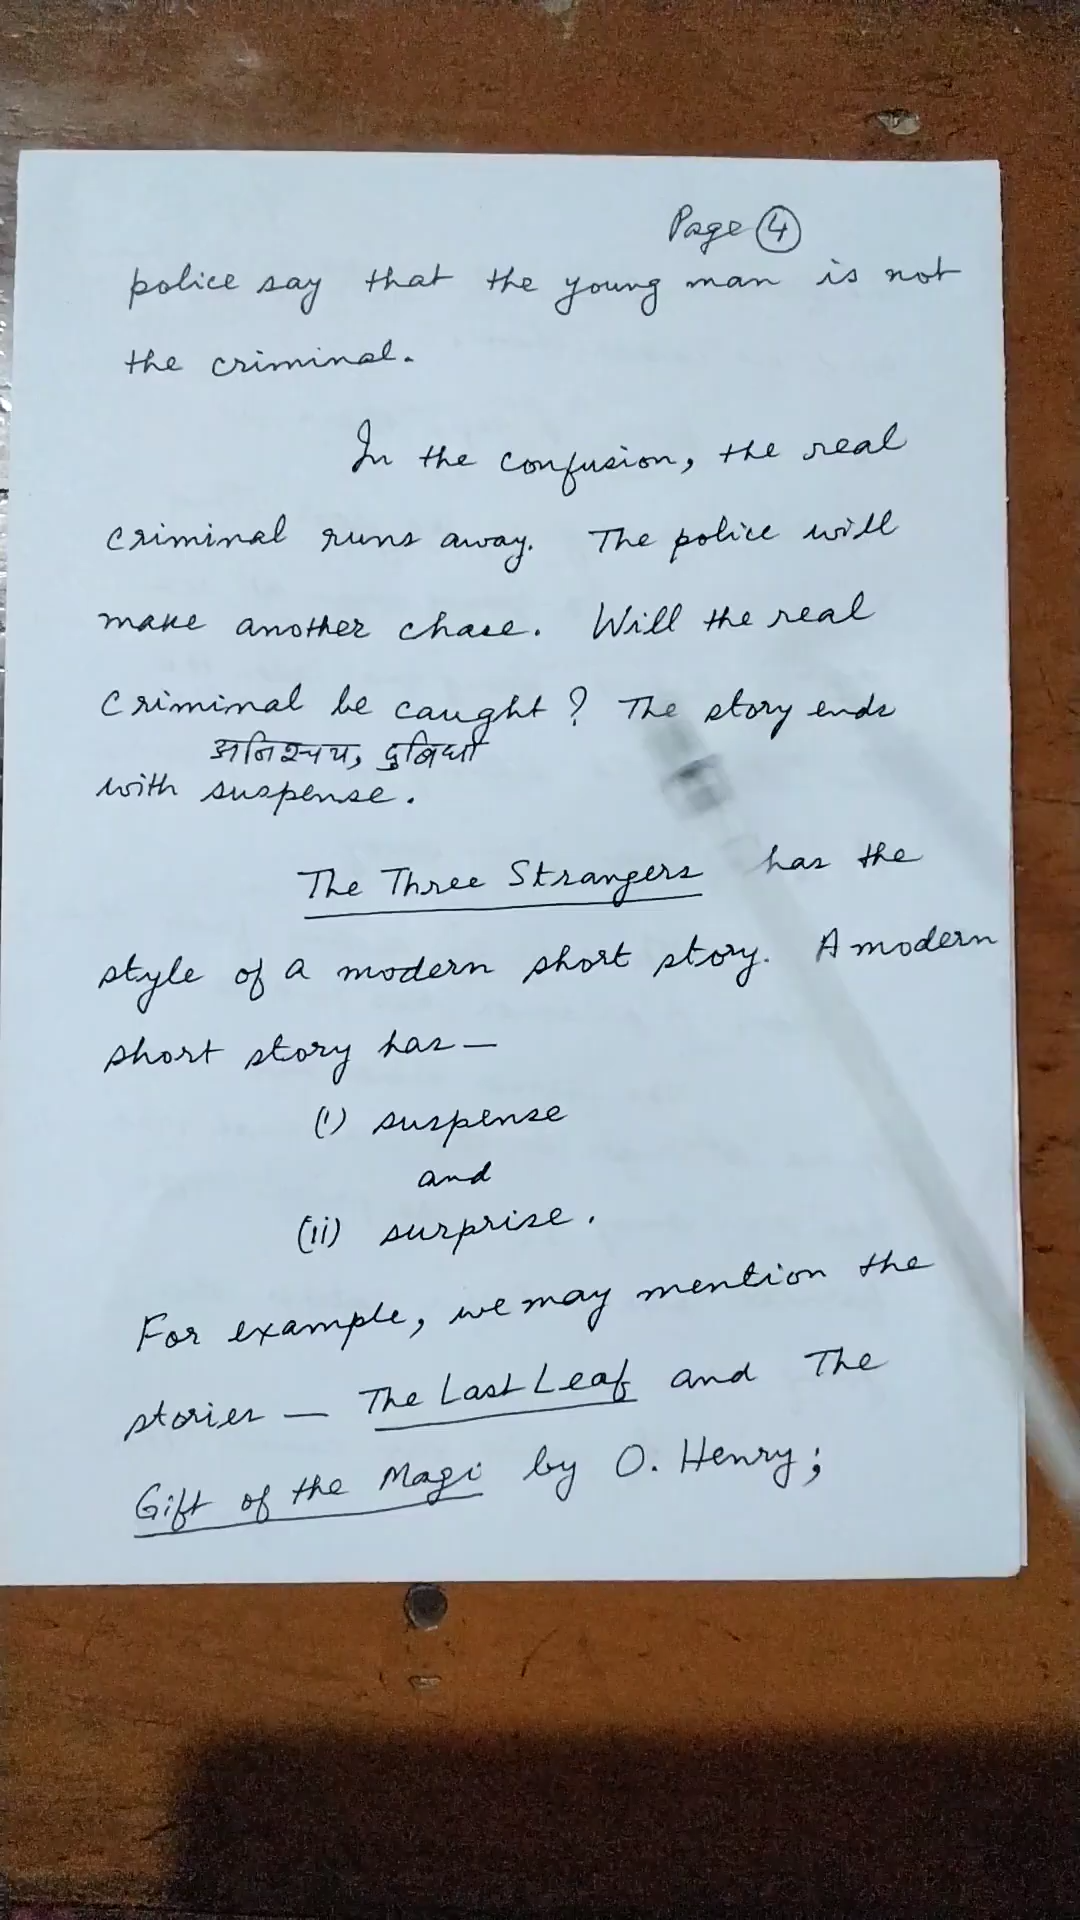 Page 4
police say that the young man is not
the criminal.
In the confusion, the real
criminal runs away. The police will
make another chase. Will the real
criminal be caught? The story ends
अनिश्चय, दुबिधा
with suspense.
The Three Strangers has the
style of a modern short story. A modern
short story has—
(i) suspense
and
(ii) surprise.
For example, we may mention the
stories — The Last Leaf and The
Gift of the Magi by O. Henry;